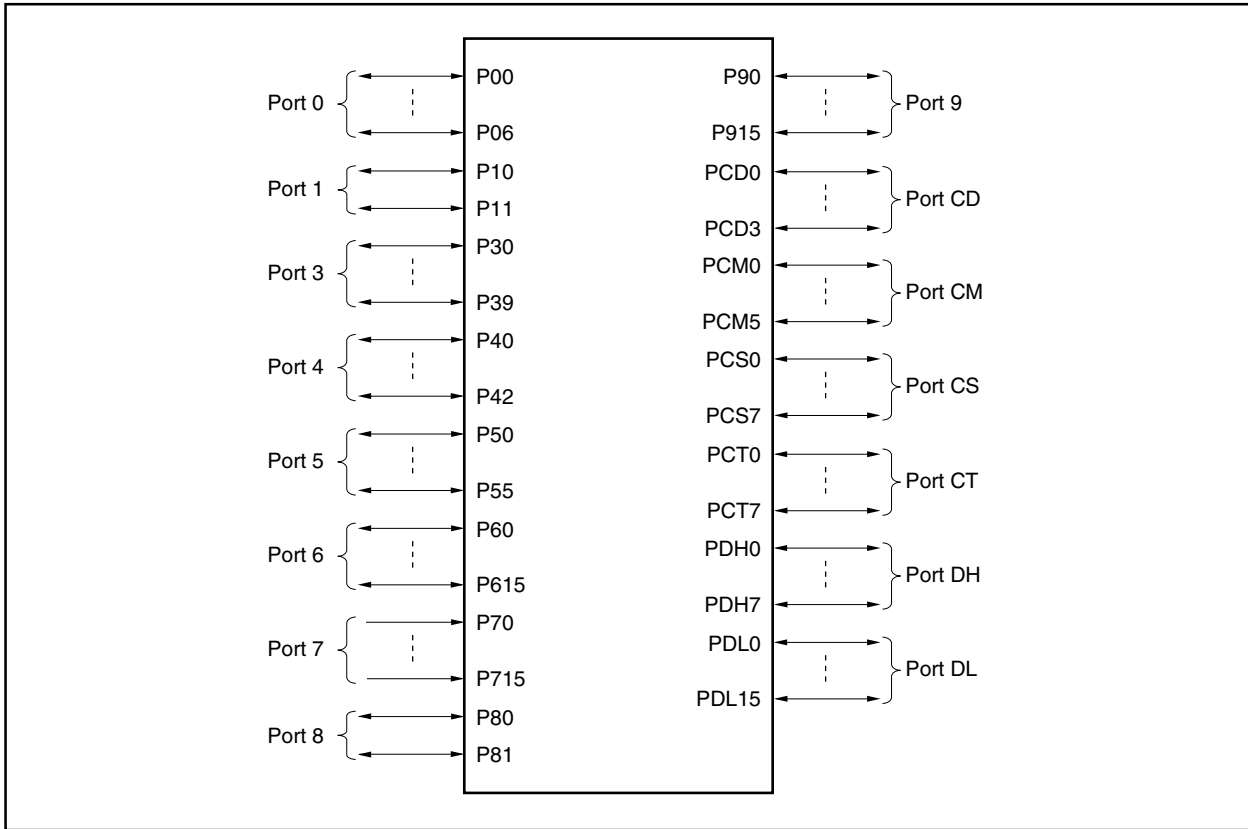 Port 0
P00
P06
Port 1
P10
P11
Port 3
P30
P39
Port 4
P40
P42
Port 5
P50
P55
Port 6
P60
P615
Port 7
P70
P715
Port 8
P80
P81
P90
P915
Port 9
PCD0
PCD3
Port CD
PCM0
PCM5
Port CM
PCS0
PCS7
Port CS
PCT0
PCT7
Port CT
PDH0
PDH7
Port DH
PDL0
PDL15
Port DL